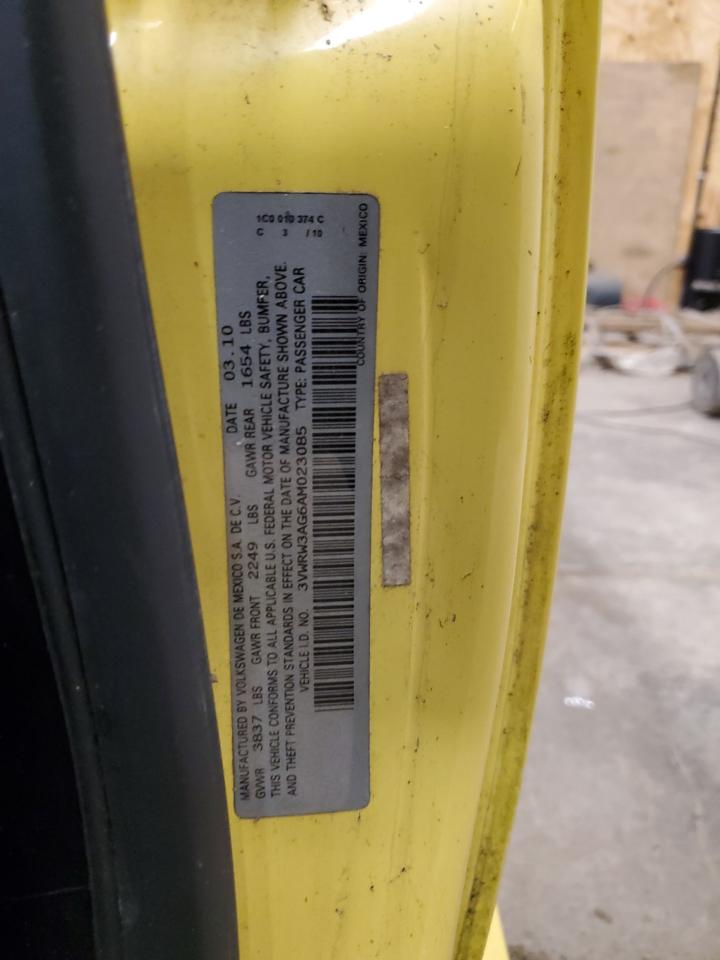 MANUFACTURED BY VOLKSWAGEN DE MEXICO S.A. DE C.V. DATE 03.10
GVWR 3837 LBS GAWR FRONT 2249 LBS GAWR REAR 1654 LBS
THIS VEHICLE CONFORMS TO ALL APPLICABLE U.S. FEDERAL MOTOR VEHICLE SAFETY, BUMPER,
AND THEFT PREVENTION STANDARDS IN EFFECT ON THE DATE OF MANUFACTURE SHOWN ABOVE.
VEHICLE I.D. NO. 3VWRW3AG6AM023085 TYPE: PASSENGER CAR
COUNTRY OF ORIGIN: MEXICO
1C0 010 374 C
C 3 /10